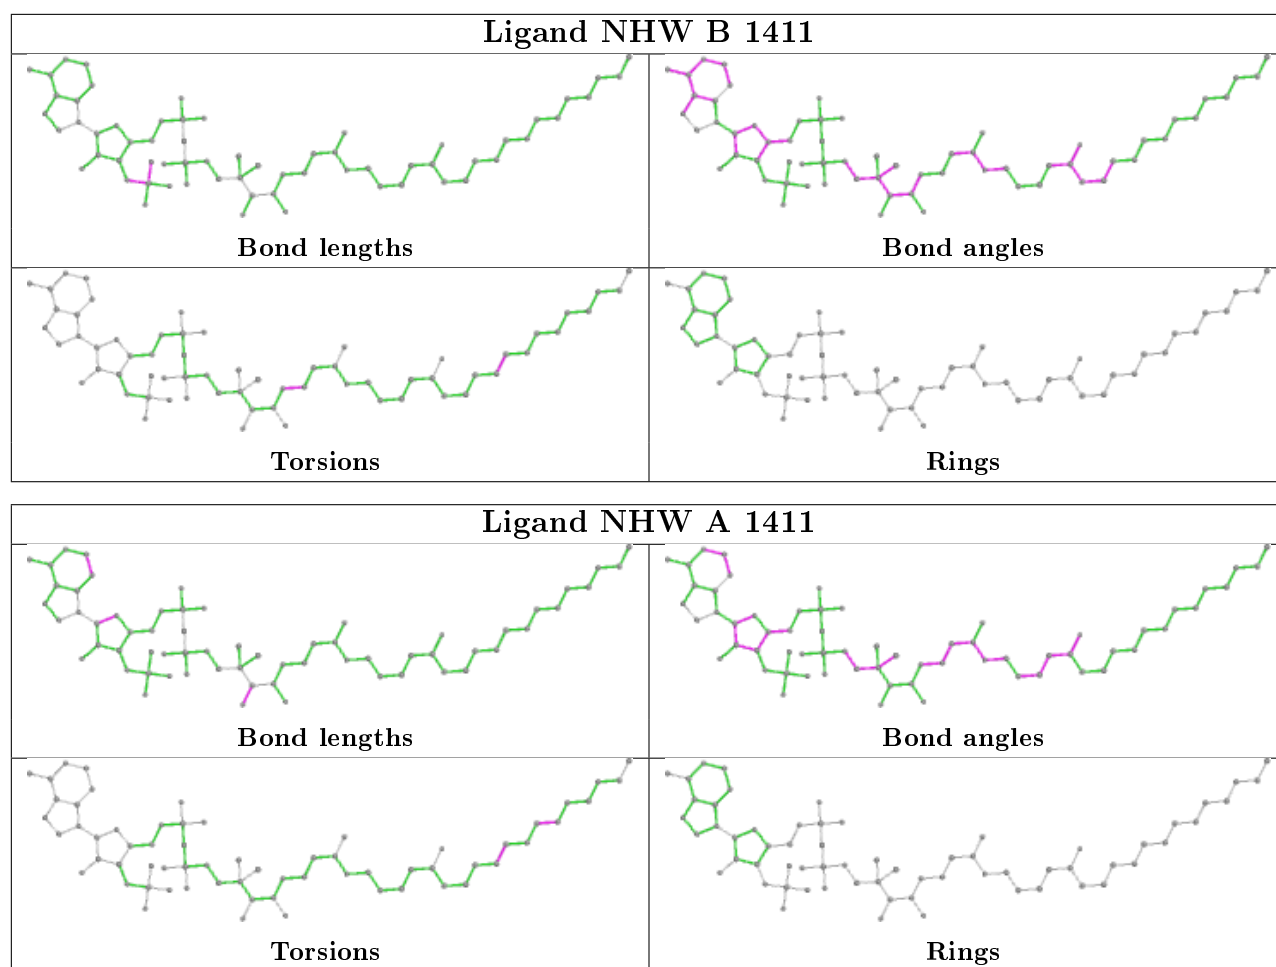 Ligand NHW B 1411
Bond lengths
Bond angles
Torsions
Rings
Ligand NHW A 1411
Bond lengths
Bond angles
Torsions
Rings